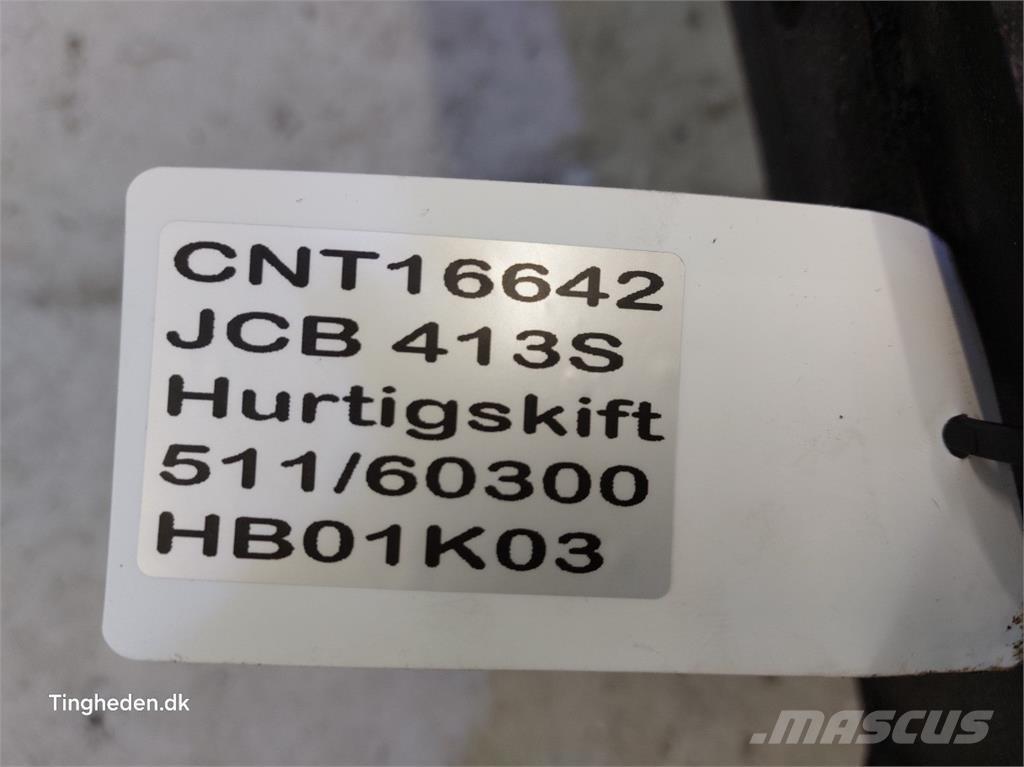 CNT16642
JCB 413S
Hurtigskift
511/60300
HB01K03
Tingheden.dk
.MASCUS